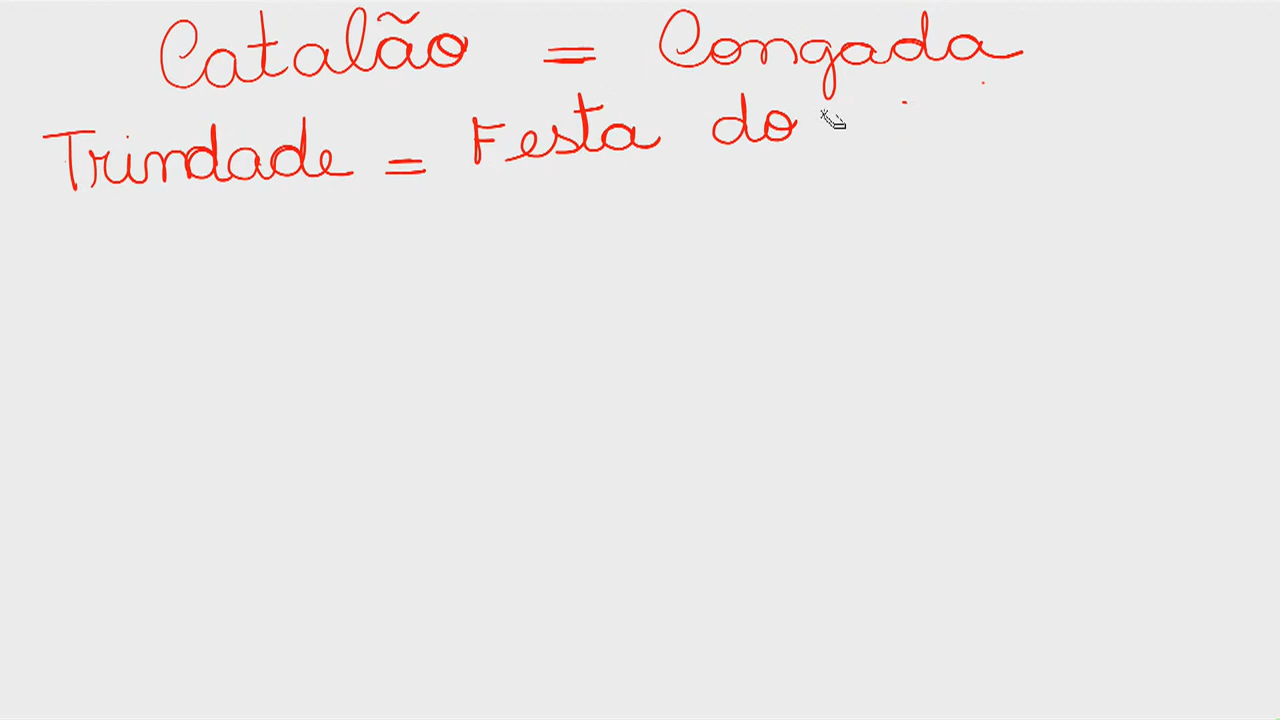 Catalão = Congada
Trindade = Festa do